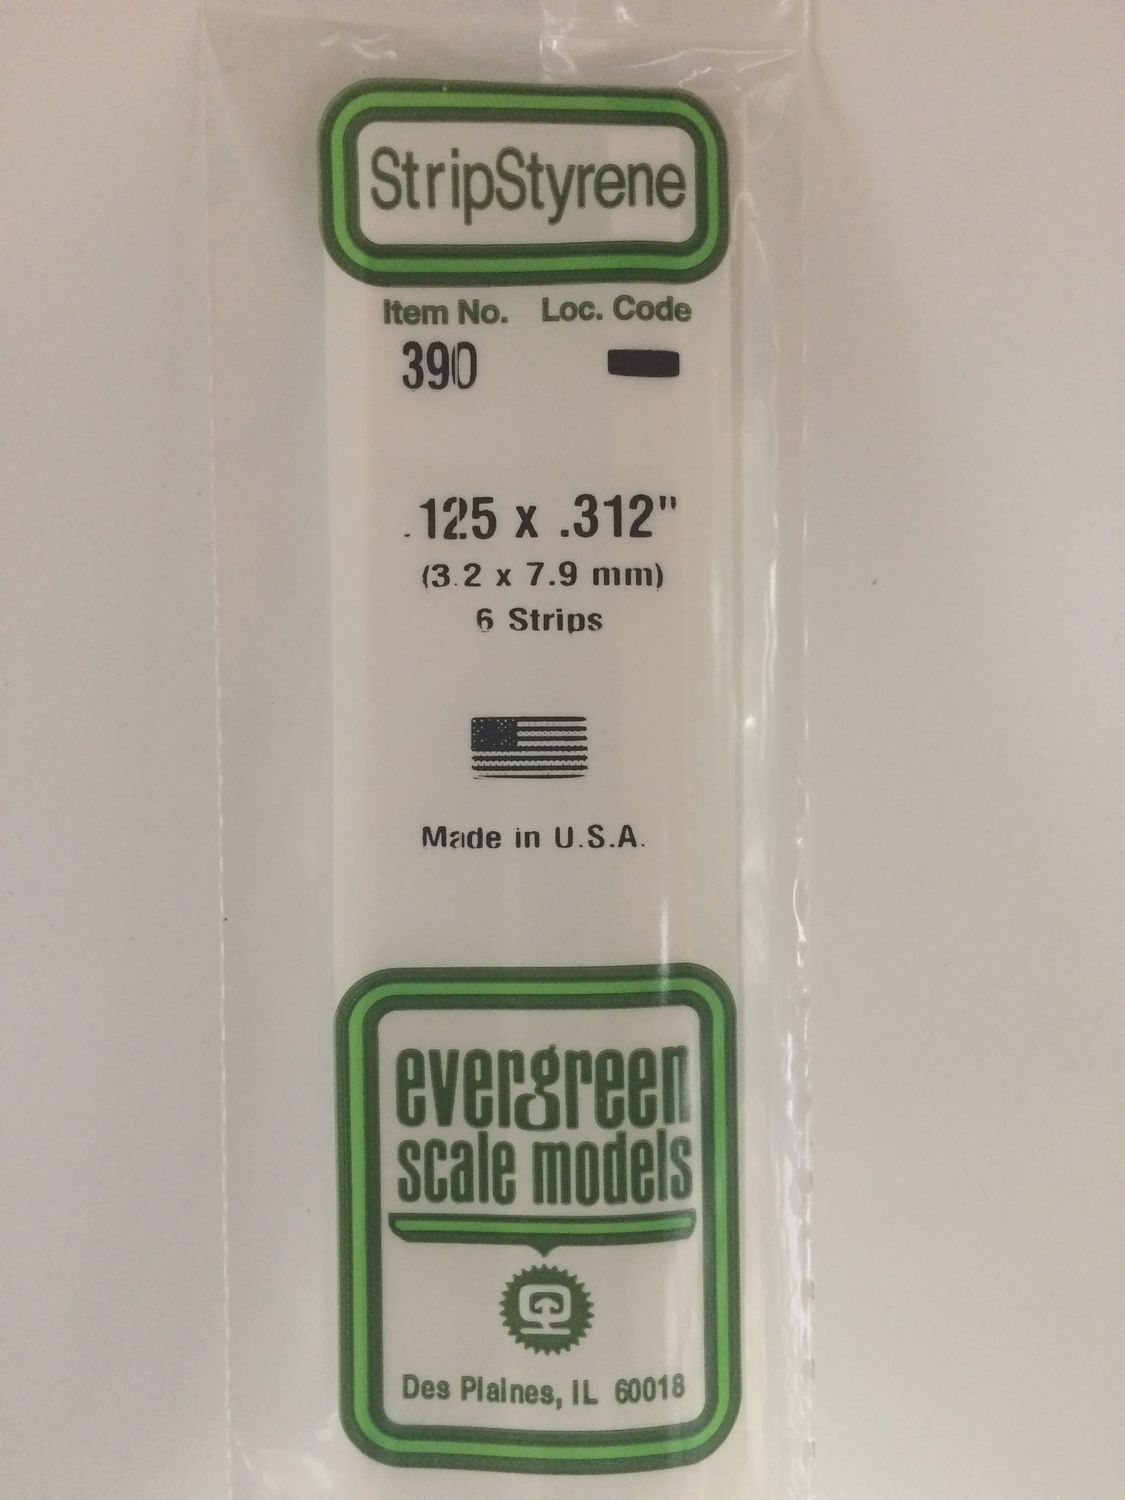 StripStyrene
Item No. Loc. Code
390
.125 x .312"
(3.2 x 7.9 mm)
6 Strips
Made in U.S.A.
evergreen
scale models
Des Plaines, IL 60018